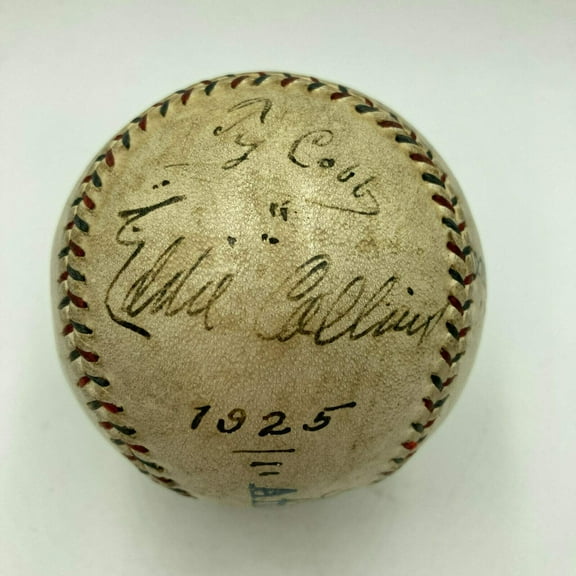 Ty Cobb
"
Eddie Collins
1925